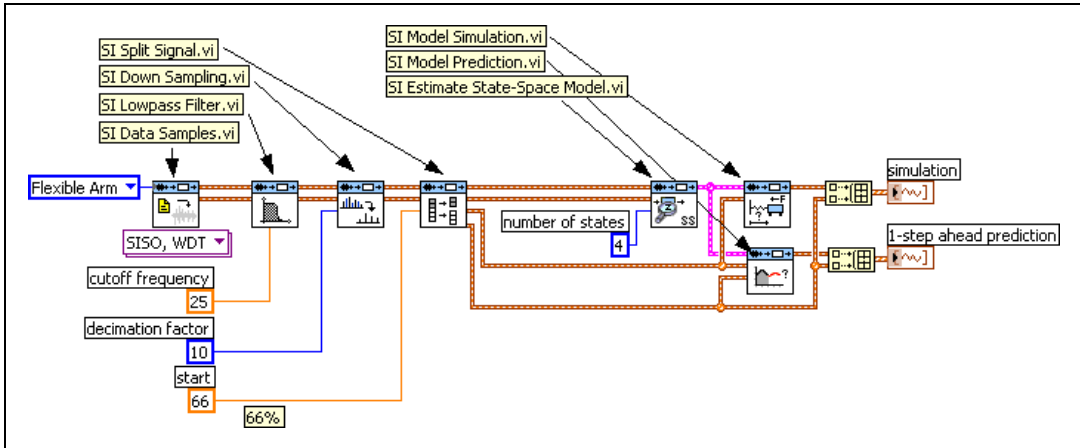 SI Split Signal.vi
SI Down Sampling.vi
SI Lowpass Filter.vi
SI Data Samples.vi
SI Model Simulation.vi
SI Model Prediction.vi
SI Estimate State-Space Model.vi
Flexible Arm
SISO, WDT
cutoff frequency
25
decimation factor
10
start
66
66%
number of states
4
SS
F
?
?
simulation
1-step ahead prediction